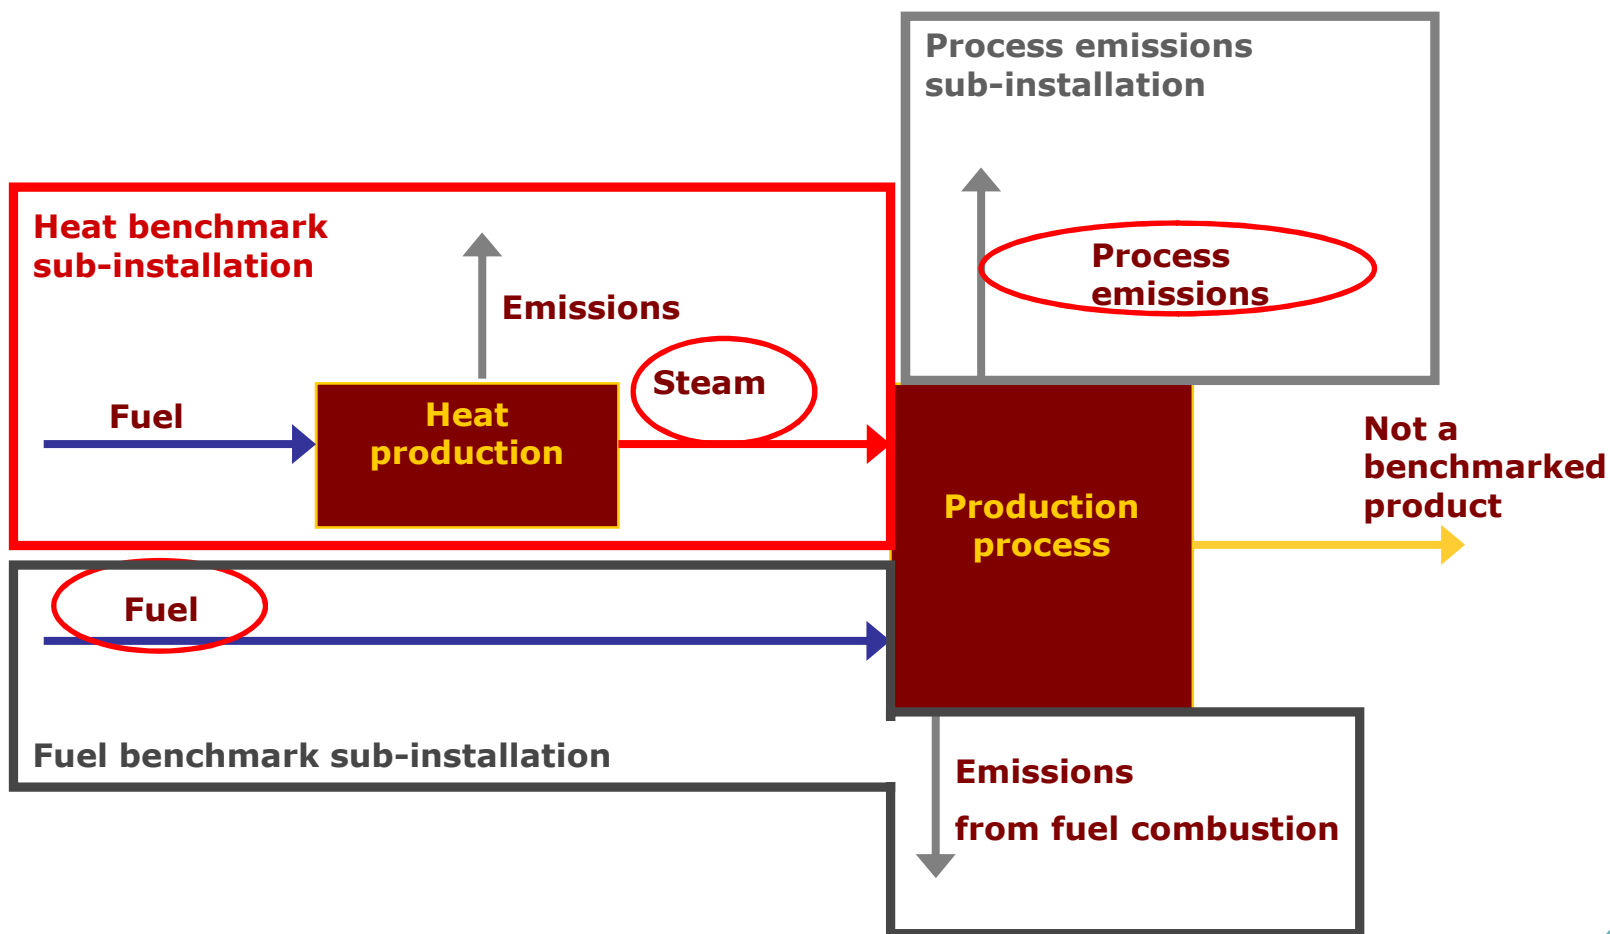 Process emissions
sub-installation
Heat benchmark
sub-installation
Process
emissions
Emissions
Steam
Fuel
Heat
production
Not a
benchmarked
product
Production
process
Fuel
Fuel benchmark sub-installation
Emissions
from fuel combustion